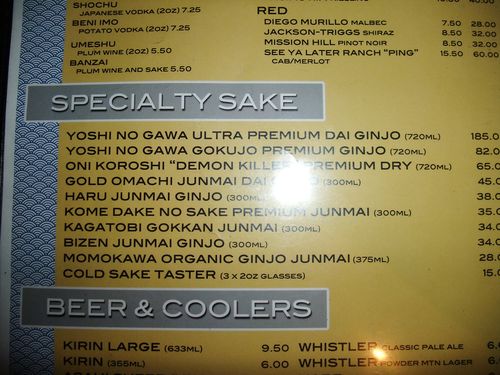 SHOCHU
JAPANESE VODKA (2OZ) 7.25
BENI IMO
POTATO VODKA (2OZ) 7.25
UMESHU
PLUM WINE (2OZ) 5.50
BANZAI
PLUM WINE AND SAKE 5.50
RED
DIEGO MURILLO MALBEC 7.50 28.00
JACKSON-TRIGGS SHIRAZ 8.50 32.00
MISSION HILL PINOT NOIR 8.50 32.00
SEE YA LATER RANCH "PING" 15.50 60.00
CAB/MERLOT
SPECIALTY SAKE
YOSHI NO GAWA ULTRA PREMIUM DAI GINJO (720ML) 185.0
YOSHI NO GAWA GOKUJO PREMIUM GINJO (720ML) 82.0
ONI KOROSHI "DEMON KILLER" PREMIUM DRY (720ML) 65.0
GOLD OMACHI JUNMAI DAI GINJO (300ML) 45.
HARU JUNMAI GINJO (300ML) 38.
KOME DAKE NO SAKE PREMIUM JUNMAI (300ML) 35.
KAGATOBI GOKKAN JUNMAI (300ML) 34.
BIZEN JUNMAI GINJO (300ML) 34.0
MOMOKAWA ORGANIC GINJO JUNMAI (375ML) 28.0
COLD SAKE TASTER (3 X 2OZ GLASSES) 15.
BEER & COOLERS
KIRIN LARGE (633ML) 9.50 WHISTLER CLASSIC PALE ALE 6.
KIRIN (355ML) 6.00 WHISTLER POWDER MTN LAGER 6.